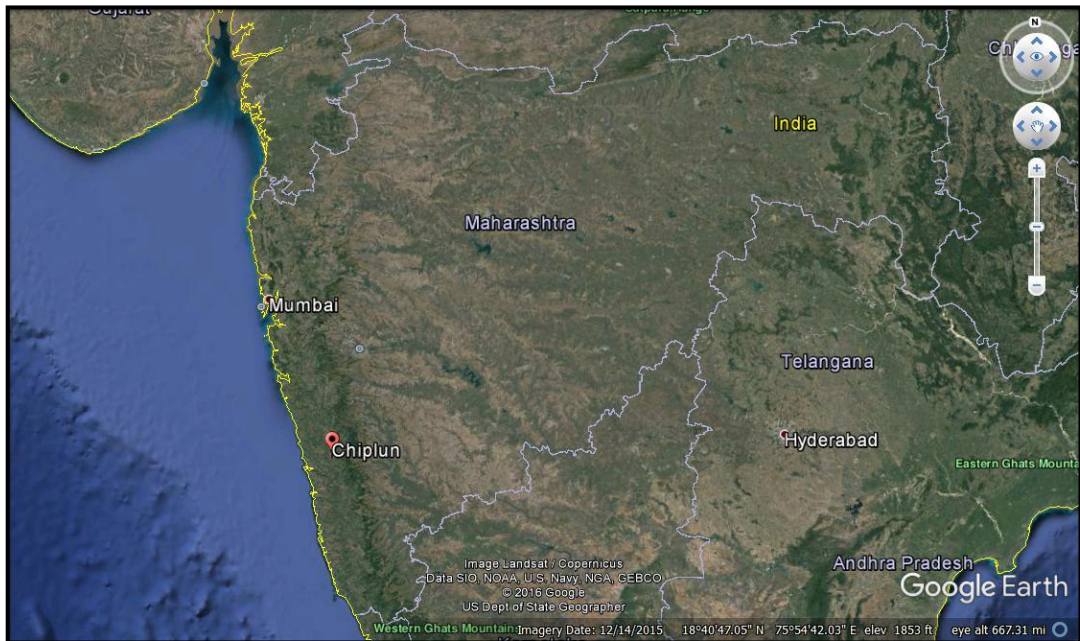 Gujarat
N
India
Maharashtra
Mumbai
Telangana
Chiplun
Hyderabad
Eastern Ghats Mounta
Andhra Pradesh
Image Landsat / Copernicus
Data SIO, NOAA, U.S. Navy, NGA, GEBCO
© 2016 Google
US Dept of State Geographer
Google Earth
Western Ghats Mountains
Imagery Date: 12/14/2015 18°40'47.05" N 75°54'42.03" E elev 1853 ft eye alt 667.31 mi